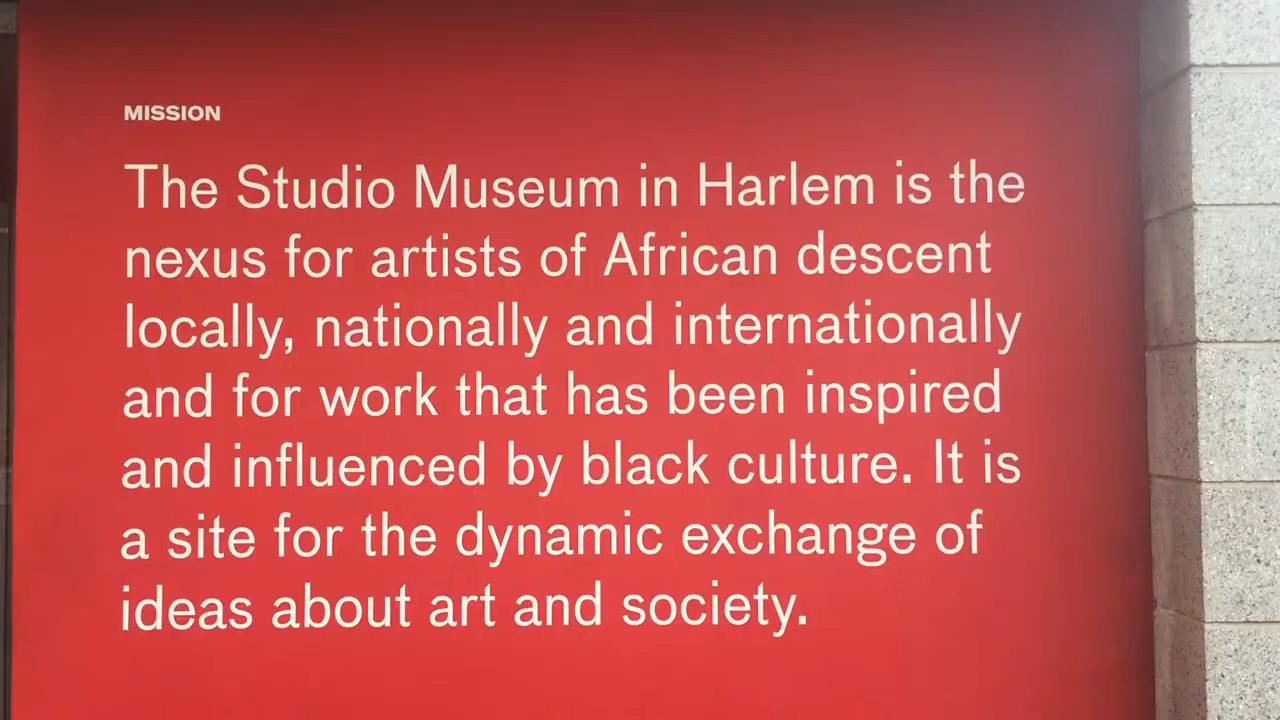 MISSION
The Studio Museum in Harlem is the
nexus for artists of African descent
locally, nationally and internationally
and for work that has been inspired
and influenced by black culture. It is
a site for the dynamic exchange of
ideas about art and society.